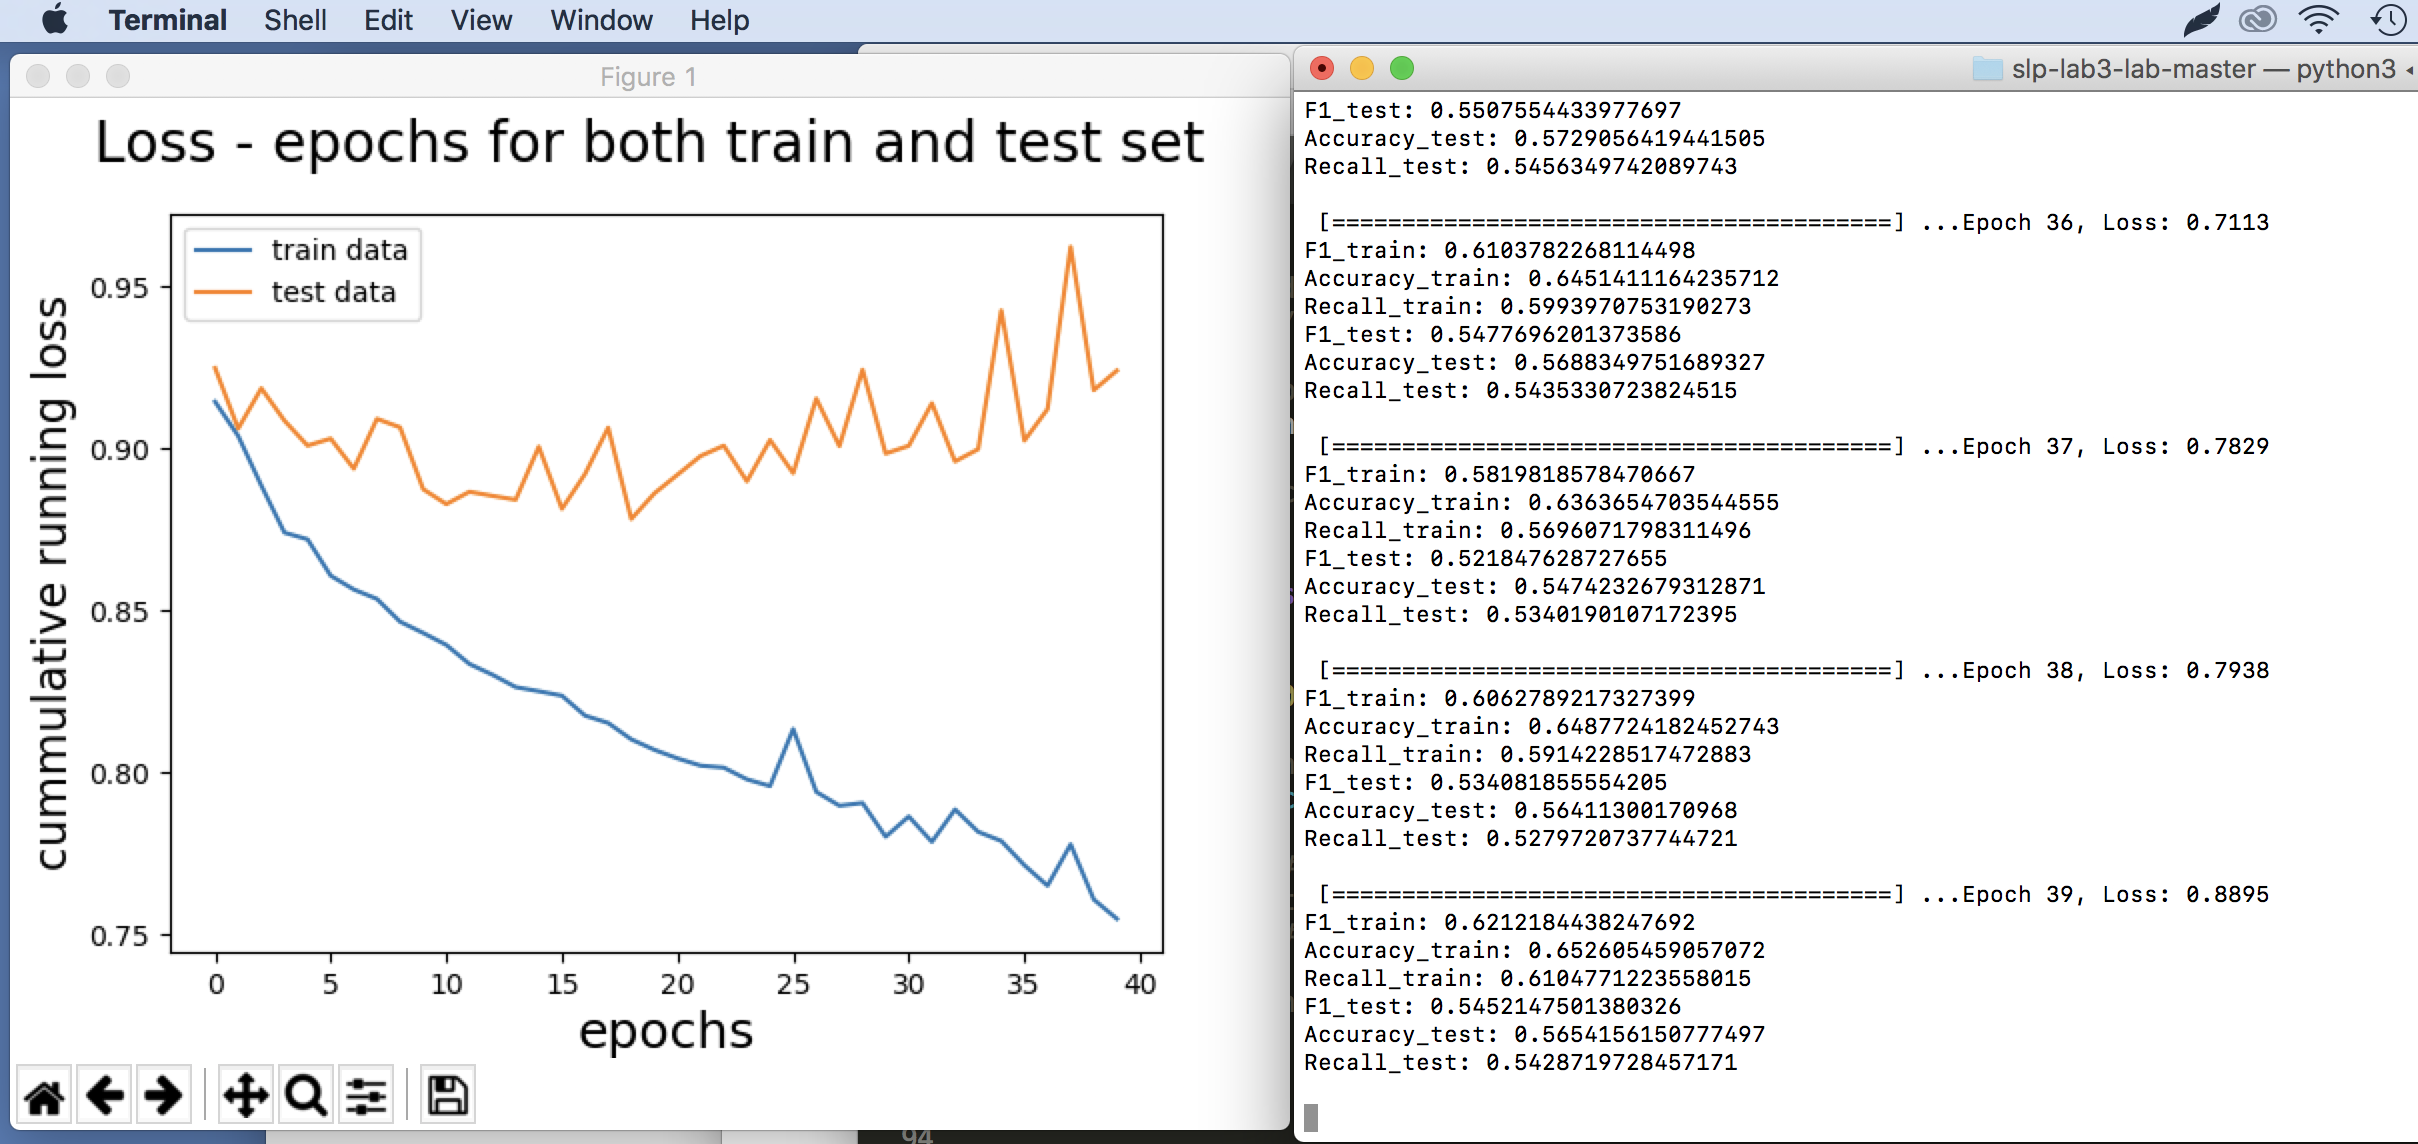 Terminal Shell Edit View Window Help
Figure 1
Loss - epochs for both train and test set
train data
test data
cummulative running loss
0.95
0.90
0.85
0.80
0.75
0 5 10 15 20 25 30 35 40
epochs
94
slp-lab3-lab-master — python3
F1_test: 0.5507554433977697
Accuracy_test: 0.5729056419441505
Recall_test: 0.5456349742089743
[========================================] ...Epoch 36, Loss: 0.7113
F1_train: 0.6103782268114498
Accuracy_train: 0.6451411164235712
Recall_train: 0.5993970753190273
F1_test: 0.5477696201373586
Accuracy_test: 0.5688349751689327
Recall_test: 0.5435330723824515
[========================================] ...Epoch 37, Loss: 0.7829
F1_train: 0.5819818578470667
Accuracy_train: 0.6363654703544555
Recall_train: 0.5696071798311496
F1_test: 0.521847628727655
Accuracy_test: 0.5474232679312871
Recall_test: 0.5340190107172395
[========================================] ...Epoch 38, Loss: 0.7938
F1_train: 0.6062789217327399
Accuracy_train: 0.6487724182452743
Recall_train: 0.5914228517472883
F1_test: 0.534081855554205
Accuracy_test: 0.56411300170968
Recall_test: 0.5279720737744721
[========================================] ...Epoch 39, Loss: 0.8895
F1_train: 0.6212184438247692
Accuracy_train: 0.652605459057072
Recall_train: 0.6104771223558015
F1_test: 0.5452147501380326
Accuracy_test: 0.5654156150777497
Recall_test: 0.5428719728457171